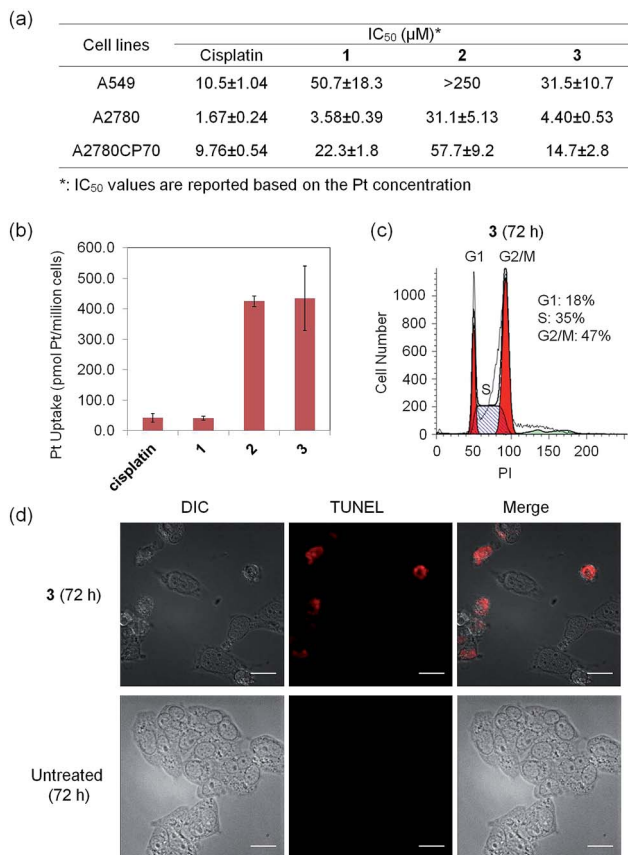 (a)
Cell lines
IC50 (µM)*
Cisplatin 1 2 3
A549 10.5±1.04 50.7±18.3 >250 31.5±10.7
A2780 1.67±0.24 3.58±0.39 31.1±5.13 4.40±0.53
A2780CP70 9.76±0.54 22.3±1.8 57.7±9.2 14.7±2.8
*: IC50 values are reported based on the Pt concentration
(b)
Pt Uptake (pmol Pt/million cells)
600.0
500.0
400.0
300.0
200.0
100.0
0.0
cisplatin 1 2 3
(c)
3 (72 h)
G1 G2/M
G1: 18%
S: 35%
G2/M: 47%
S
Cell Number
1000
800
600
400
200
0
0 50 100 150 200
PI
(d)
DIC TUNEL Merge
3 (72 h)
Untreated
(72 h)